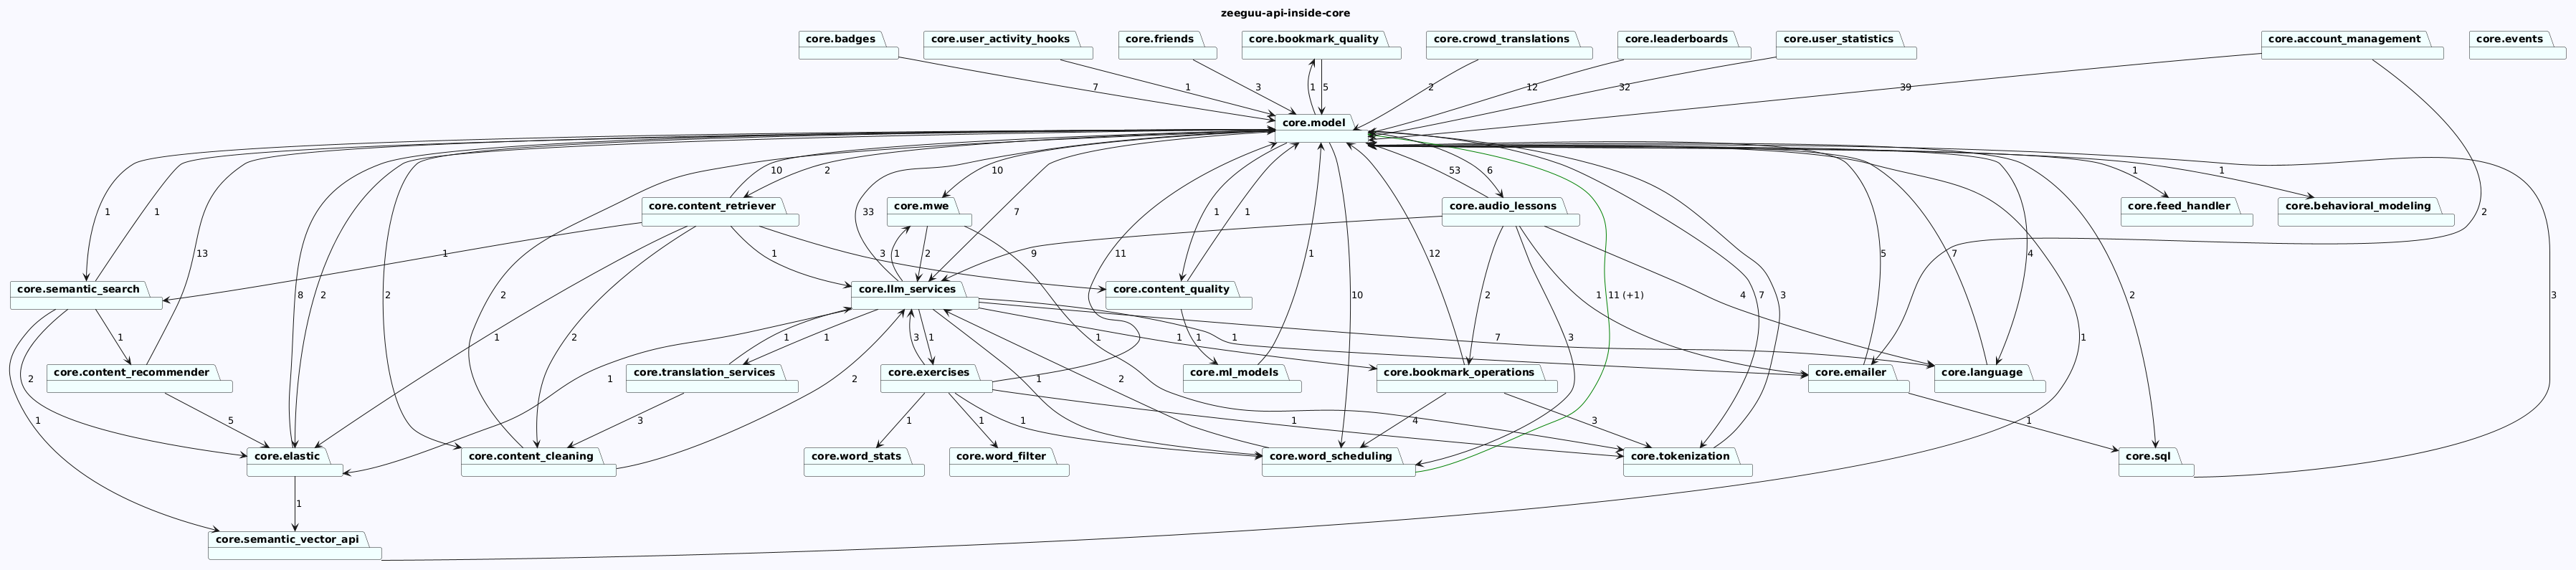 zeeguu-api-inside-core
core.badges
core.user_activity_hooks
core.friends
core.bookmark_quality
core.crowd_translations
core.leaderboards
core.user_statistics
core.account_management
core.events
7
1
3
1
5
2
12
32
39
core.model
1
1
13
8
2
2
2
10
2
33
10
7
11
1
1
1
10
12
53
6
11 (+1)
7
3
5
7
4
1
2
1
1
2
3
core.content_retriever
core.mwe
core.audio_lessons
core.feed_handler
core.behavioral_modeling
1
1
2
1
3
1
2
1
9
2
3
1
4
core.semantic_search
core.llm_services
core.content_quality
1
2
1
1
1
1
3
1
1
1
1
7
1
2
1
core.content_recommender
core.translation_services
core.exercises
core.ml_models
core.bookmark_operations
core.emailer
core.language
5
3
2
1
1
1
1
4
3
1
core.elastic
core.content_cleaning
core.word_stats
core.word_filter
core.word_scheduling
core.tokenization
core.sql
1
core.semantic_vector_api